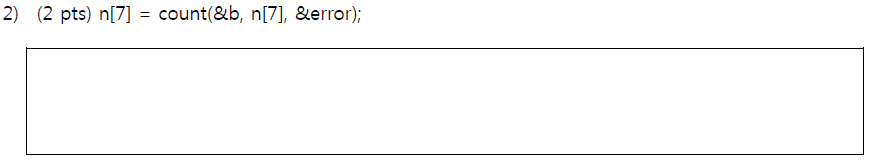 2) (2 pts) n[7] = count(&b, n[7], &error);